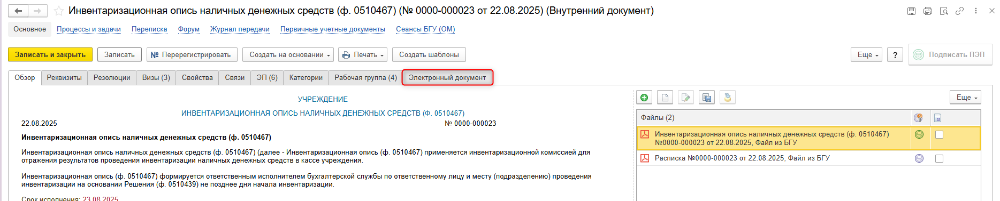 Инвентаризационная опись наличных денежных средств (ф. 0510467) (№ 0000-000023 от 22.08.2025) (Внутренний документ)
Основное Процессы и задачи Переписка Форум Журнал передачи Первичные учетные документы Сеансы БГУ (ОМ)
Записать и закрыть Записать № Перерегистрировать Создать на основании Печать Создать шаблоны Еще ? Подписать ПЭП
Обзор Реквизиты Резолюции Визы (3) Свойства Связи ЭП (6) Категории Рабочая группа (4) Электронный документ
УЧРЕЖДЕНИЕ
ИНВЕНТАРИЗАЦИОННАЯ ОПИСЬ НАЛИЧНЫХ ДЕНЕЖНЫХ СРЕДСТВ (Ф. 0510467)
22.08.2025 № 0000-000023
Инвентаризационная опись наличных денежных средств (ф. 0510467)
Инвентаризационная опись наличных денежных средств (ф. 0510467) (далее - Инвентаризационная опись (ф. 0510467) применяется инвентаризационной комиссией для
отражения результатов проведения инвентаризации наличных денежных средств в кассе учреждения.
Инвентаризационная опись (ф. 0510467) формируется ответственным исполнителем бухгалтерской службы по ответственному лицу и месту (подразделению) проведения
инвентаризации на основании Решения (ф. 0510439) не позднее дня начала инвентаризации.
Срок исполнения: 23.08.2025
Еще
Файлы (2)
Инвентаризационная опись наличных денежных средств (ф. 0510467)
№0000-000023 от 22.08.2025, Файл из БГУ
Расписка №0000-000023 от 22.08.2025, Файл из БГУ